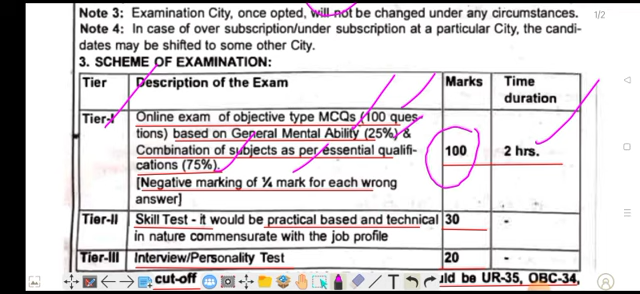 Note 3: Examination City, once opted, will not be changed under any circumstances.
1/2
Note 4: In case of over subscription/under subscription at a particular City, the candi-
dates may be shifted to some other City.
3. SCHEME OF EXAMINATION:
Tier Description of the Exam Marks Time
duration
Tier-I Online exam of objective type MCQs (100 ques-
tions) based on General Mental Ability (25%) &
Combination of subjects as per essential qualifi-
cations (75%). 100 2 hrs.
[Negative marking of ¼ mark for each wrong
answer]
Tier-II Skill Test - it would be practical based and technical 30 -
in nature commensurate with the job profile
Tier-III Interview/Personality Test 20 -
cut-off uld be UR-35, OBC-34,